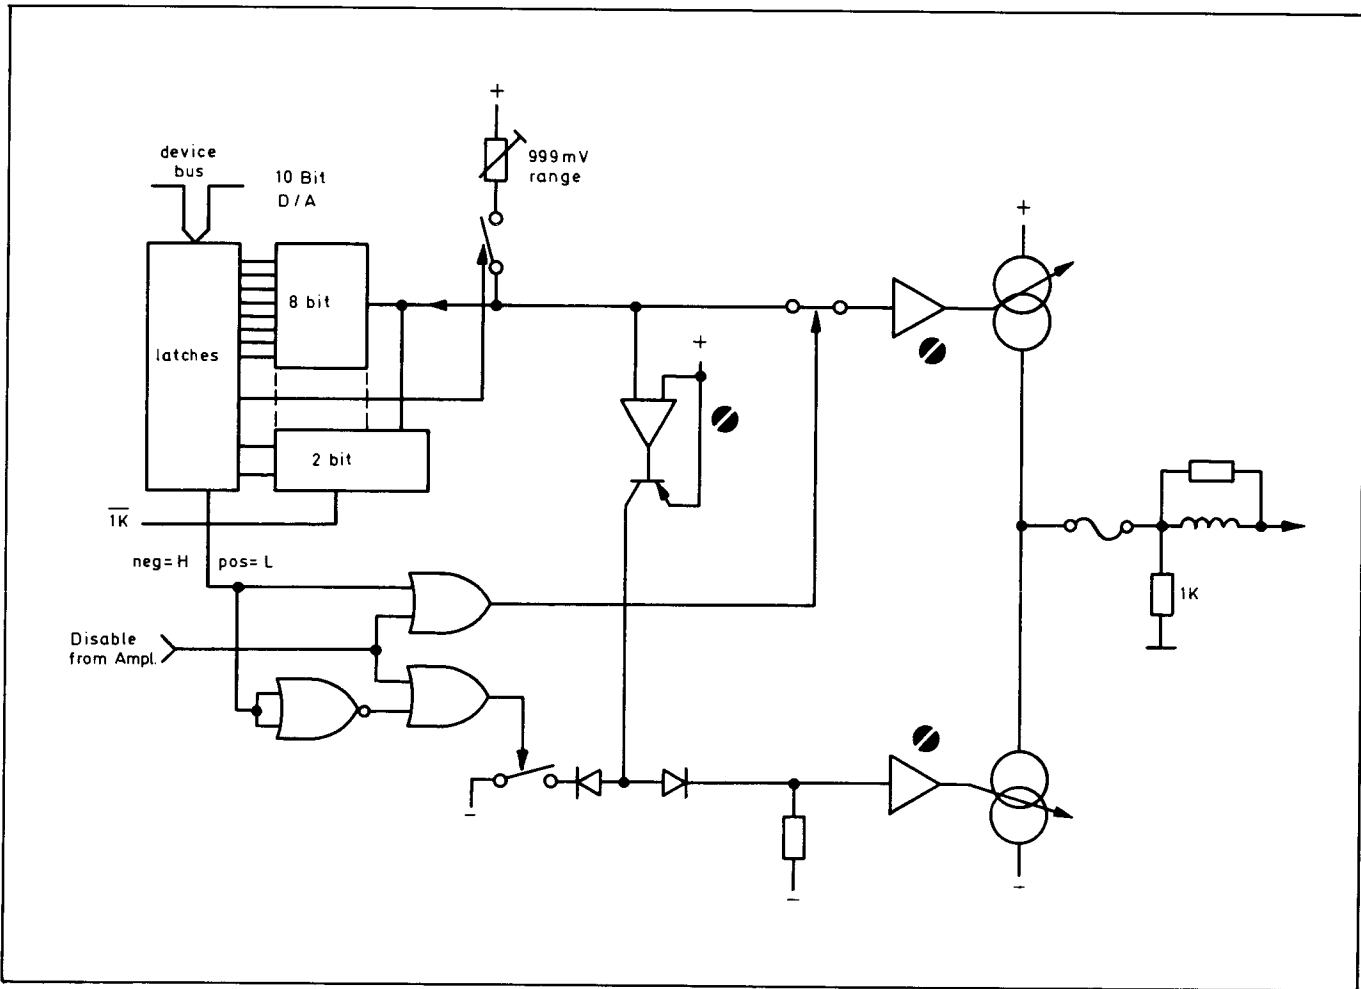 +
device
bus
10 Bit
D/A
999mV
range
+
8 bit
latches
+
2 bit
1K
neg=H pos=L
1K
Disable
from Ampl.
-
-
-